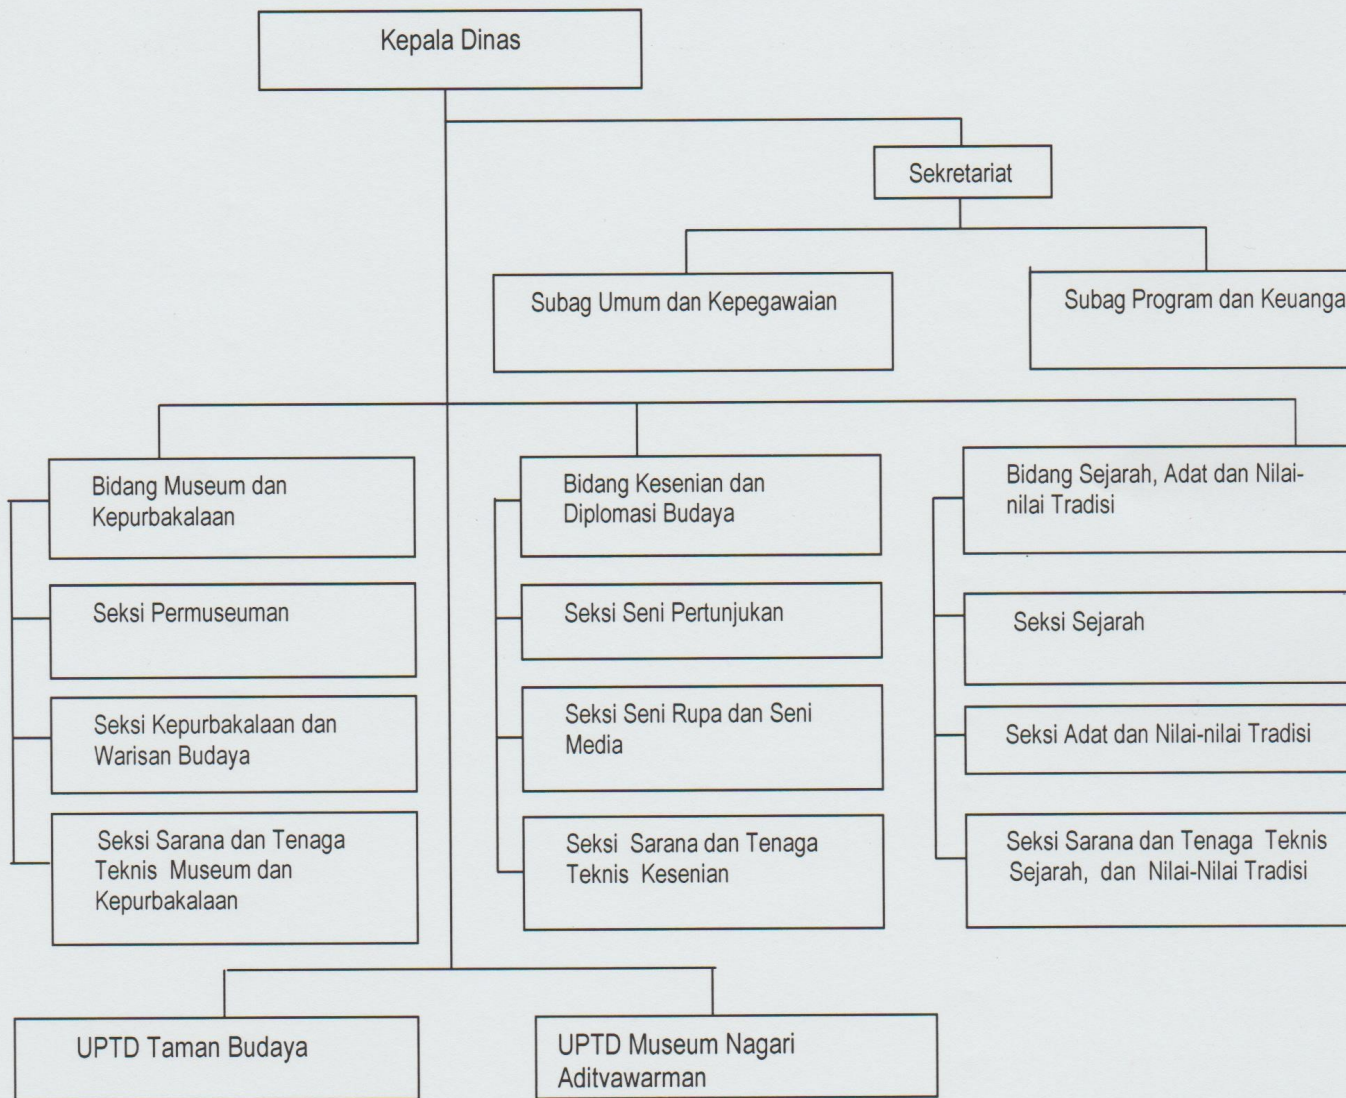 Kepala Dinas
Sekretariat
Subag Umum dan Kepegawaian
Subag Program dan Keuanga
Bidang Museum dan
Kepurbakalaan
Bidang Kesenian dan
Diplomasi Budaya
Bidang Sejarah, Adat dan Nilai-
nilai Tradisi
Seksi Permuseuman
Seksi Seni Pertunjukan
Seksi Sejarah
Seksi Kepurbakalaan dan
Warisan Budaya
Seksi Seni Rupa dan Seni
Media
Seksi Adat dan Nilai-nilai Tradisi
Seksi Sarana dan Tenaga
Teknis Museum dan
Kepurbakalaan
Seksi Sarana dan Tenaga
Teknis Kesenian
Seksi Sarana dan Tenaga Teknis
Sejarah, dan Nilai-Nilai Tradisi
UPTD Taman Budaya
UPTD Museum Nagari
Adityawarman